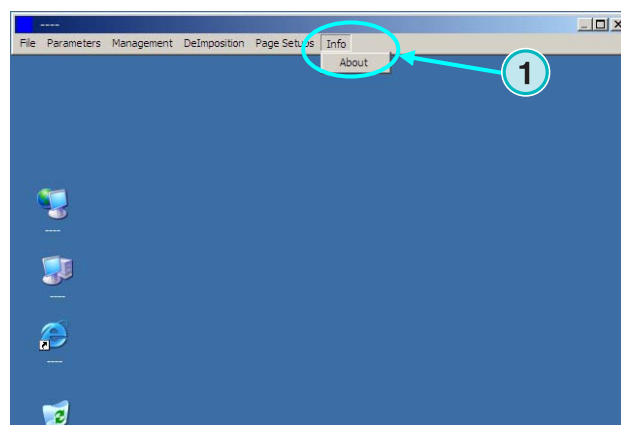 ----
File Parameters Management DeImposition Page Setups Info
About
1
----
----
----